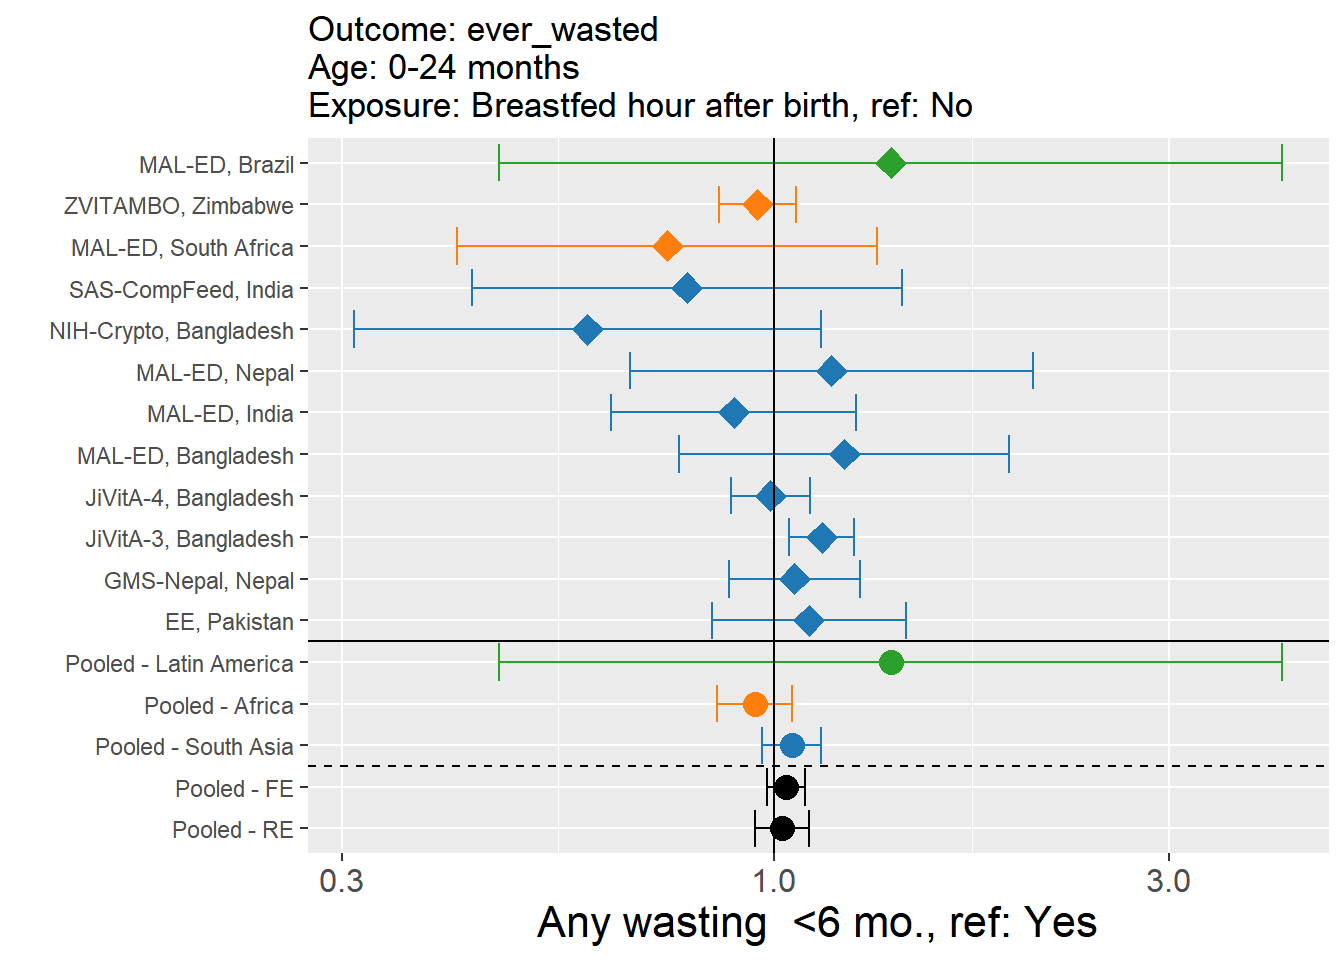 Outcome: ever_wasted
Age: 0-24 months
Exposure: Breastfed hour after birth, ref: No
MAL-ED, Brazil
ZVITAMBO, Zimbabwe
MAL-ED, South Africa
SAS-CompFeed, India
NIH-Crypto, Bangladesh
MAL-ED, Nepal
MAL-ED, India
MAL-ED, Bangladesh
JiVitA-4, Bangladesh
JiVitA-3, Bangladesh
GMS-Nepal, Nepal
EE, Pakistan
Pooled - Latin America
Pooled - Africa
Pooled - South Asia
Pooled - FE
Pooled - RE
0.3 1.0 3.0
Any wasting  <6 mo., ref: Yes